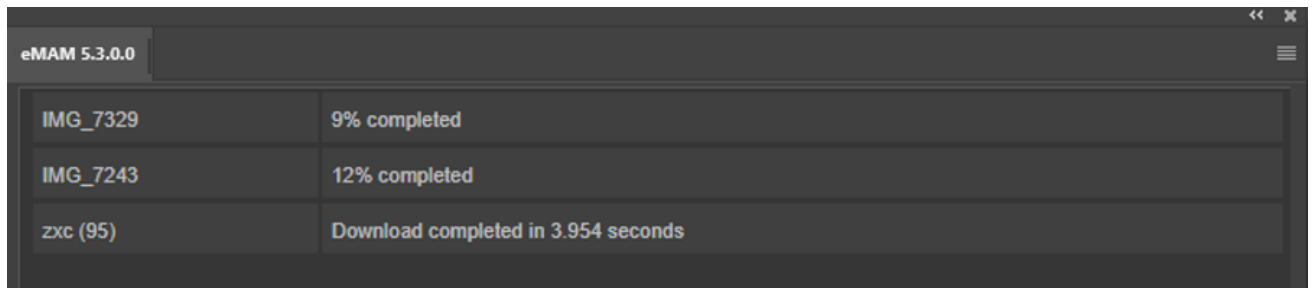 eMAM 5.3.0.0
IMG_7329 9% completed
IMG_7243 12% completed
zxc (95) Download completed in 3.954 seconds